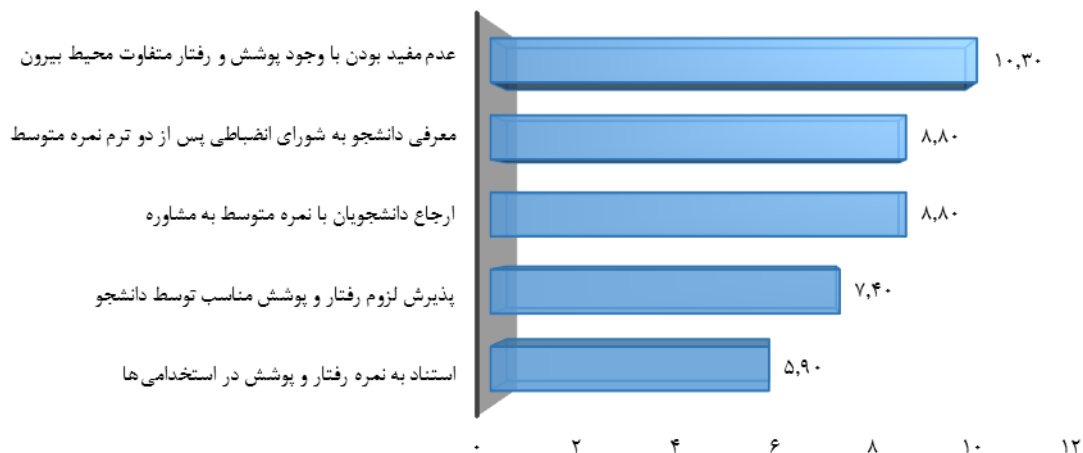 عدم مفید بودن با وجود پوشش و رفتار متفاوت محیط بیرون
۱۰,۳۰
معرفی دانشجو به شورای انضباطی پس از دو ترم نمره متوسط
۸,۸۰
ارجاع دانشجویان با نمره متوسط به مشاوره
۸,۸۰
پذیرش لزوم رفتار و پوشش مناسب توسط دانشجو
۷,۴۰
استناد به نمره رفتار و پوشش در استخدامی‌ها
۵,۹۰
۰ ۲ ۴ ۶ ۸ ۱۰ ۱۲